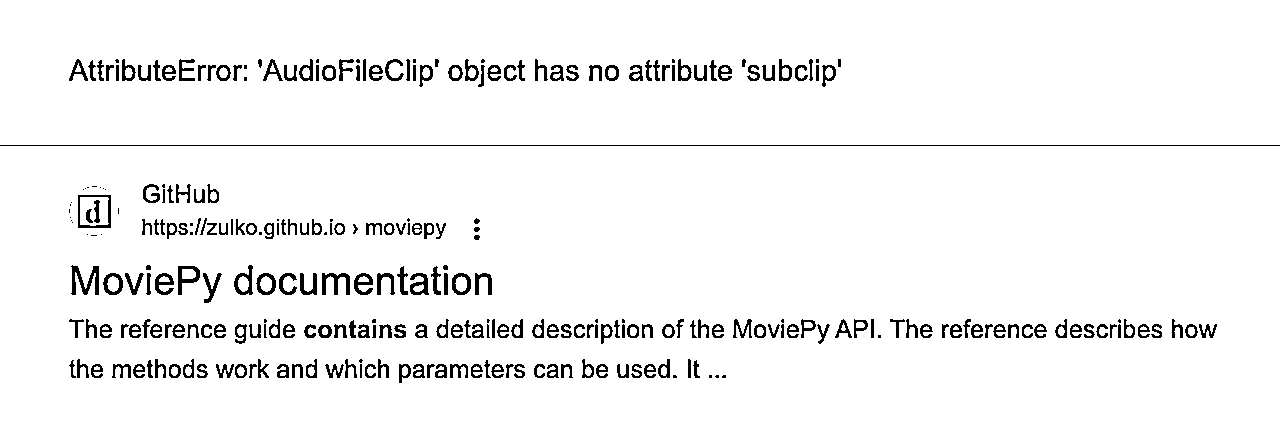 AttributeError: 'AudioFileClip' object has no attribute 'subclip'
d
GitHub
https://zulko.github.io › moviepy
MoviePy documentation
The reference guide contains a detailed description of the MoviePy API. The reference describes how
the methods work and which parameters can be used. It ...